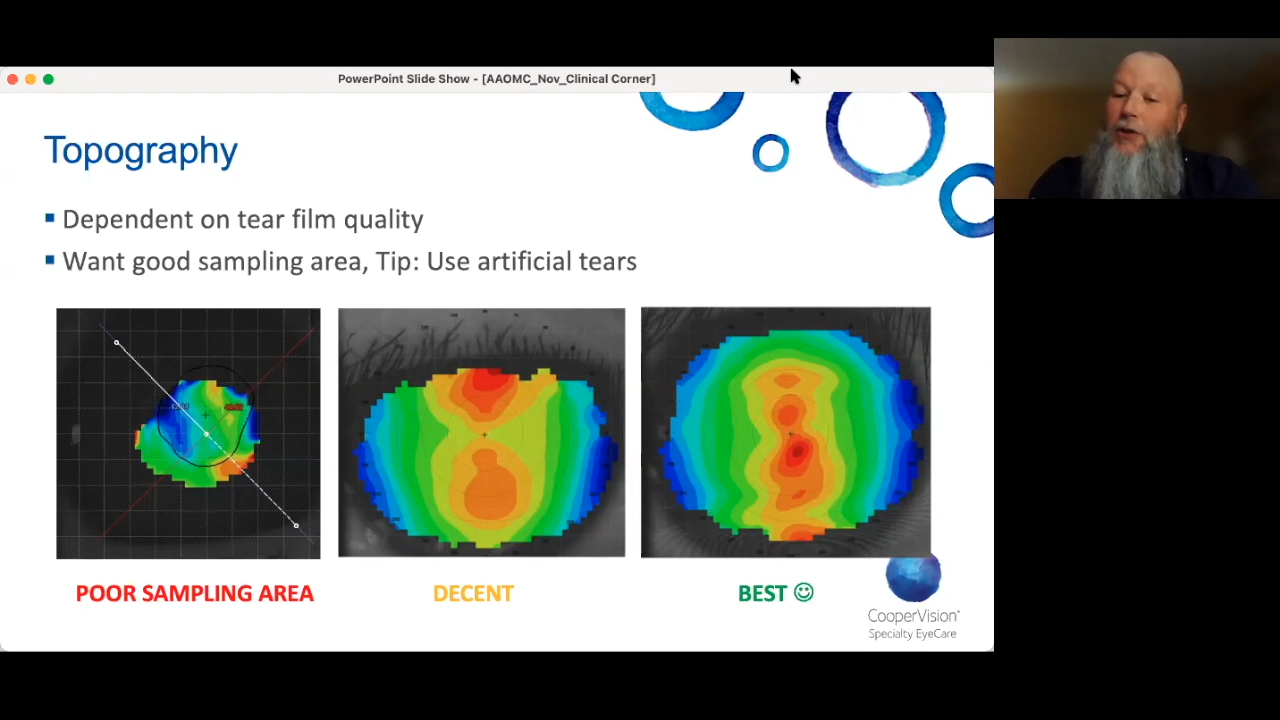 PowerPoint Slide Show - [AAOMC_Nov_Clinical Corner]
Topography
Dependent on tear film quality
Want good sampling area, Tip: Use artificial tears
POOR SAMPLING AREA
DECENT
BEST ☺
CooperVision®
Specialty EyeCare